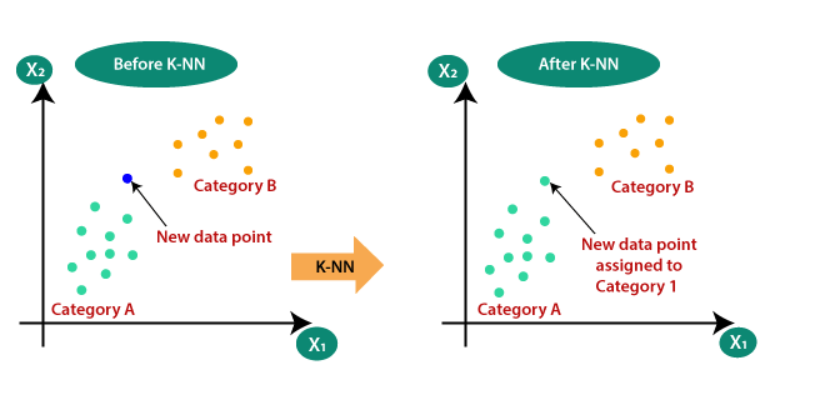 X₂
Before K-NN
Category B
New data point
Category A
X₁
K-NN
X₂
After K-NN
Category B
New data point
assigned to
Category 1
Category A
X₁